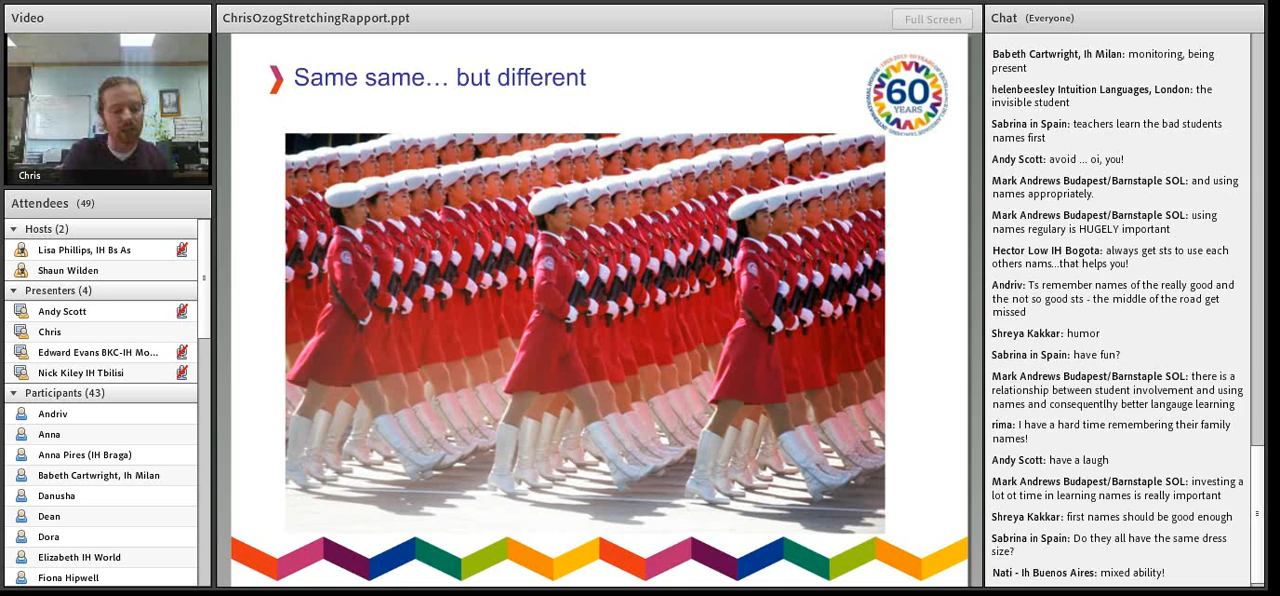 Video
Chris
Attendees (49)
Hosts (2)
Lisa Phillips, IH Bs As
Shaun Wilden
Presenters (4)
Andy Scott
Chris
Edward Evans BKC-IH Mo...
Nick Kiley IH Tbilisi
Participants (43)
Andriv
Anna
Anna Pires (IH Braga)
Babeth Cartwright, Ih Milan
Danusha
Dean
Dora
Elizabeth IH World
Fiona Hipwell
ChrisOzogStretchingRapport.ppt
Full Screen
Same same... but different
60
YEARS
Chat (Everyone)
Babeth Cartwright, Ih Milan: monitoring, being
present
helenbeesley Intuition Languages, London: the
invisible student
Sabrina in Spain: teachers learn the bad students
names first
Andy Scott: avoid ... oi, you!
Mark Andrews Budapest/Barnstaple SOL: and using
names appropriately.
Mark Andrews Budapest/Barnstaple SOL: using
names regulary is HUGELY important
Hector Low IH Bogota: always get sts to use each
others nams...that helps you!
Andriv: Ts remember names of the really good and
the not so good sts - the middle of the road get
missed
Shreya Kakkar: humor
Sabrina in Spain: have fun?
Mark Andrews Budapest/Barnstaple SOL: there is a
relationship between student involvement and using
names and consequentlhy better langauge learning
rima: I have a hard time remembering their family
names!
Andy Scott: have a laugh
Mark Andrews Budapest/Barnstaple SOL: investing a
lot ot time in learning names is really important
Shreya Kakkar: first names should be good enough
Sabrina in Spain: Do they all have the same dress
size?
Nati - Ih Buenos Aires: mixed ability!